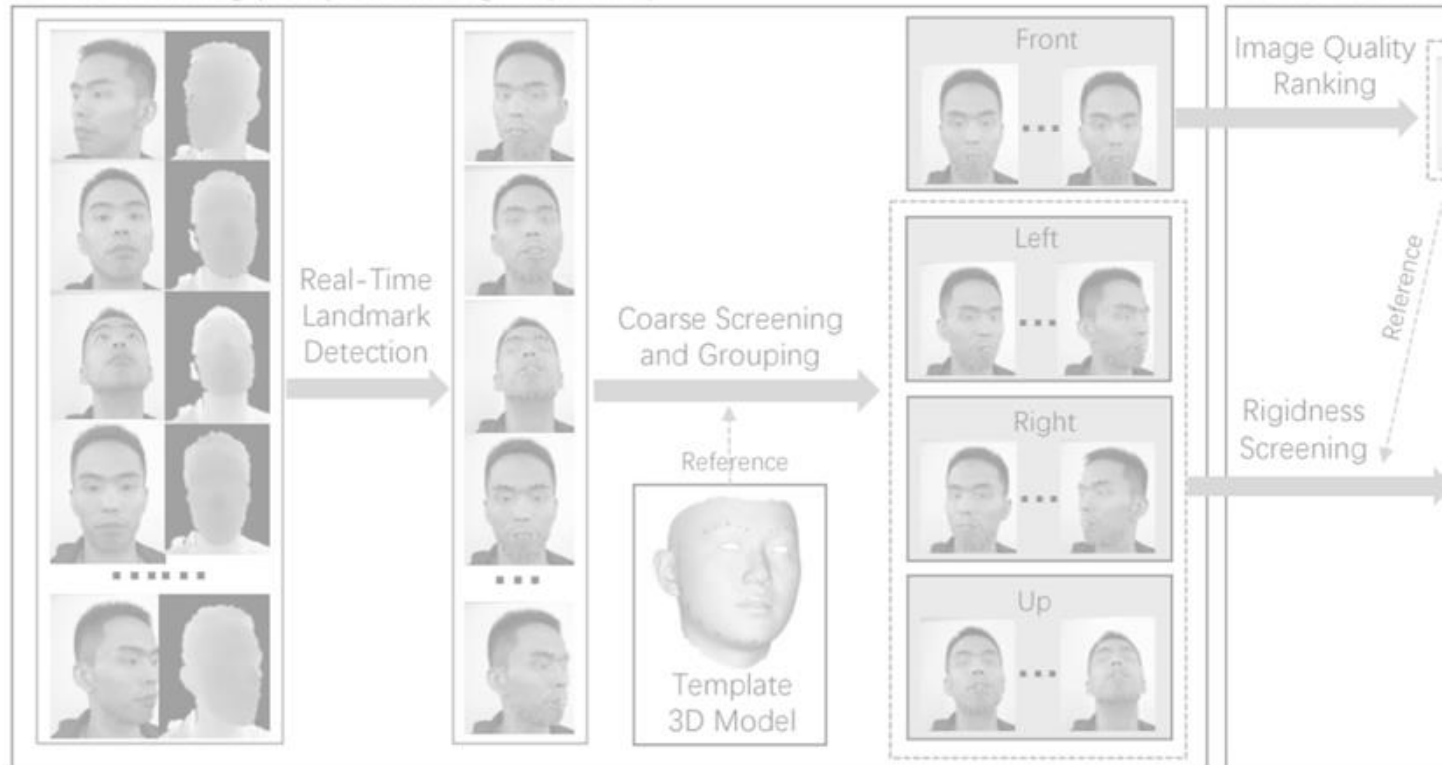 Real-Time
Landmark
Detection
Coarse Screening
and Grouping
Reference
Template
3D Model
Front
Left
Right
Up
Image Quality
Ranking
Reference
Rigidness
Screening